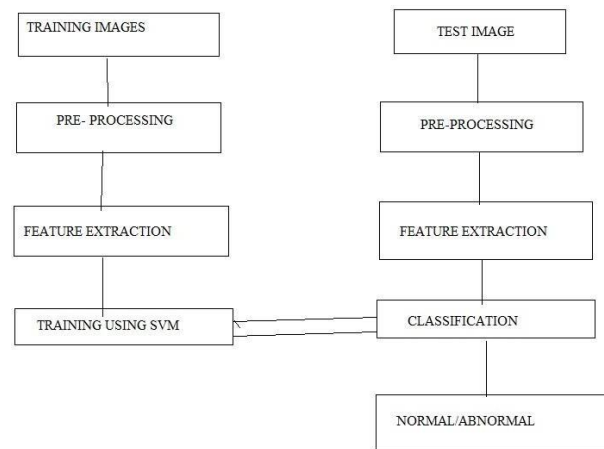 TRAINING IMAGES
PRE- PROCESSING
FEATURE EXTRACTION
TRAINING USING SVM
TEST IMAGE
PRE-PROCESSING
FEATURE EXTRACTION
CLASSIFICATION
NORMAL/ABNORMAL